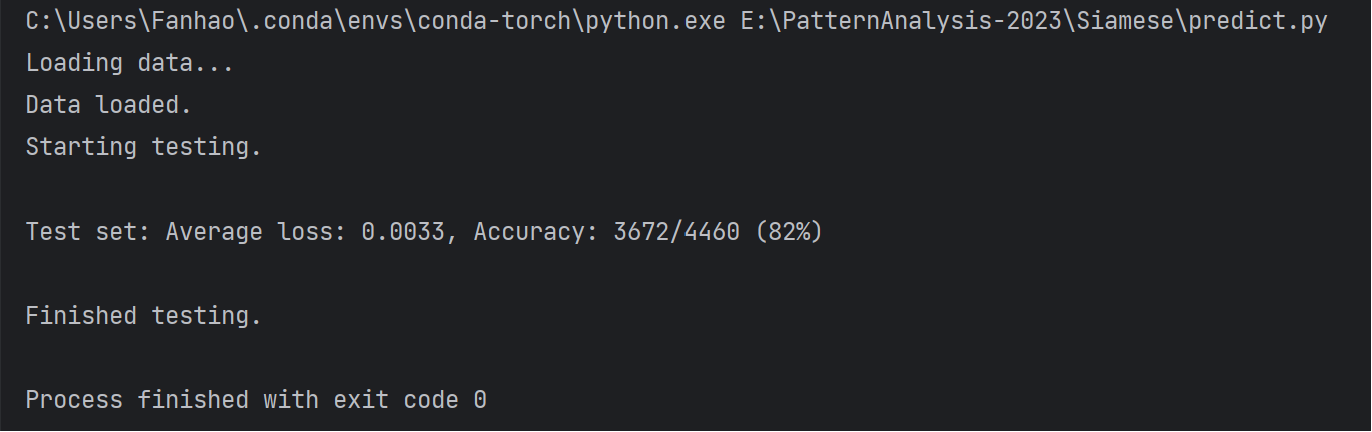 C:\Users\Fanhao\.conda\envs\conda-torch\python.exe E:\PatternAnalysis-2023\Siamese\predict.py
Loading data...
Data loaded.
Starting testing.
Test set: Average loss: 0.0033, Accuracy: 3672/4460 (82%)
Finished testing.
Process finished with exit code 0